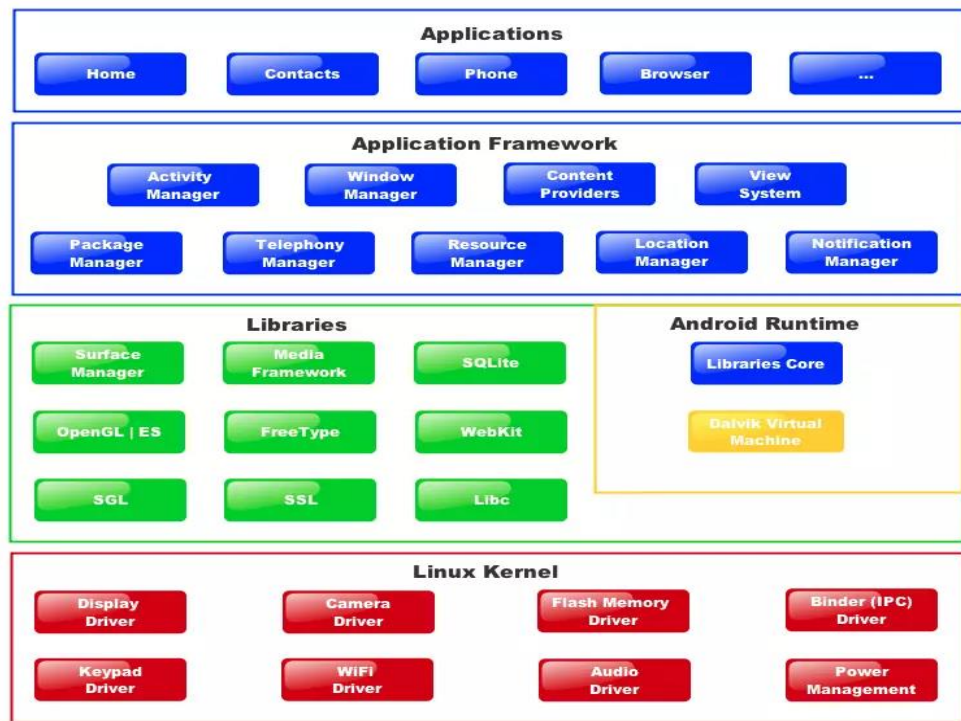 Applications
Home
Contacts
Phone
Browser
...
Application Framework
Activity
Manager
Window
Manager
Content
Providers
View
System
Package
Manager
Telephony
Manager
Resource
Manager
Location
Manager
Notification
Manager
Libraries
Surface
Manager
Media
Framework
SQLite
OpenGL | ES
FreeType
WebKit
SGL
SSL
Libc
Android Runtime
Libraries Core
Dalvik Virtual
Machine
Linux Kernel
Display
Driver
Camera
Driver
Flash Memory
Driver
Binder (IPC)
Driver
Keypad
Driver
WiFi
Driver
Audio
Driver
Power
Management